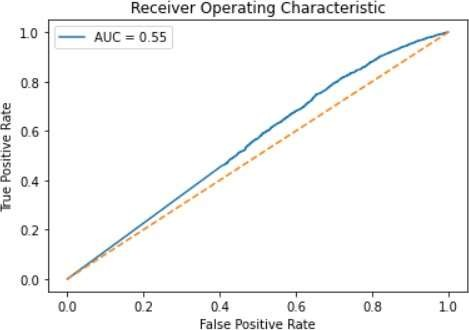 Receiver Operating Characteristic
AUC = 0.55
True Positive Rate
1.0
0.8
0.6
0.4
0.2
0.0
0.0 0.2 0.4 0.6 0.8 1.0
False Positive Rate